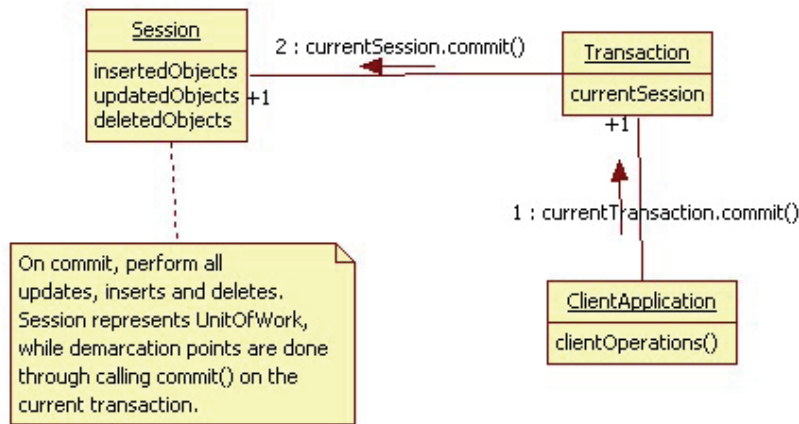 Session
insertedObjects
updatedObjects
deletedObjects
+1
2 : currentSession.commit()
Transaction
currentSession
+1
1 : currentTransaction.commit()
ClientApplication
clientOperations()
On commit, perform all
updates, inserts and deletes.
Session represents UnitOfWork,
while demarcation points are done
through calling commit() on the
current transaction.